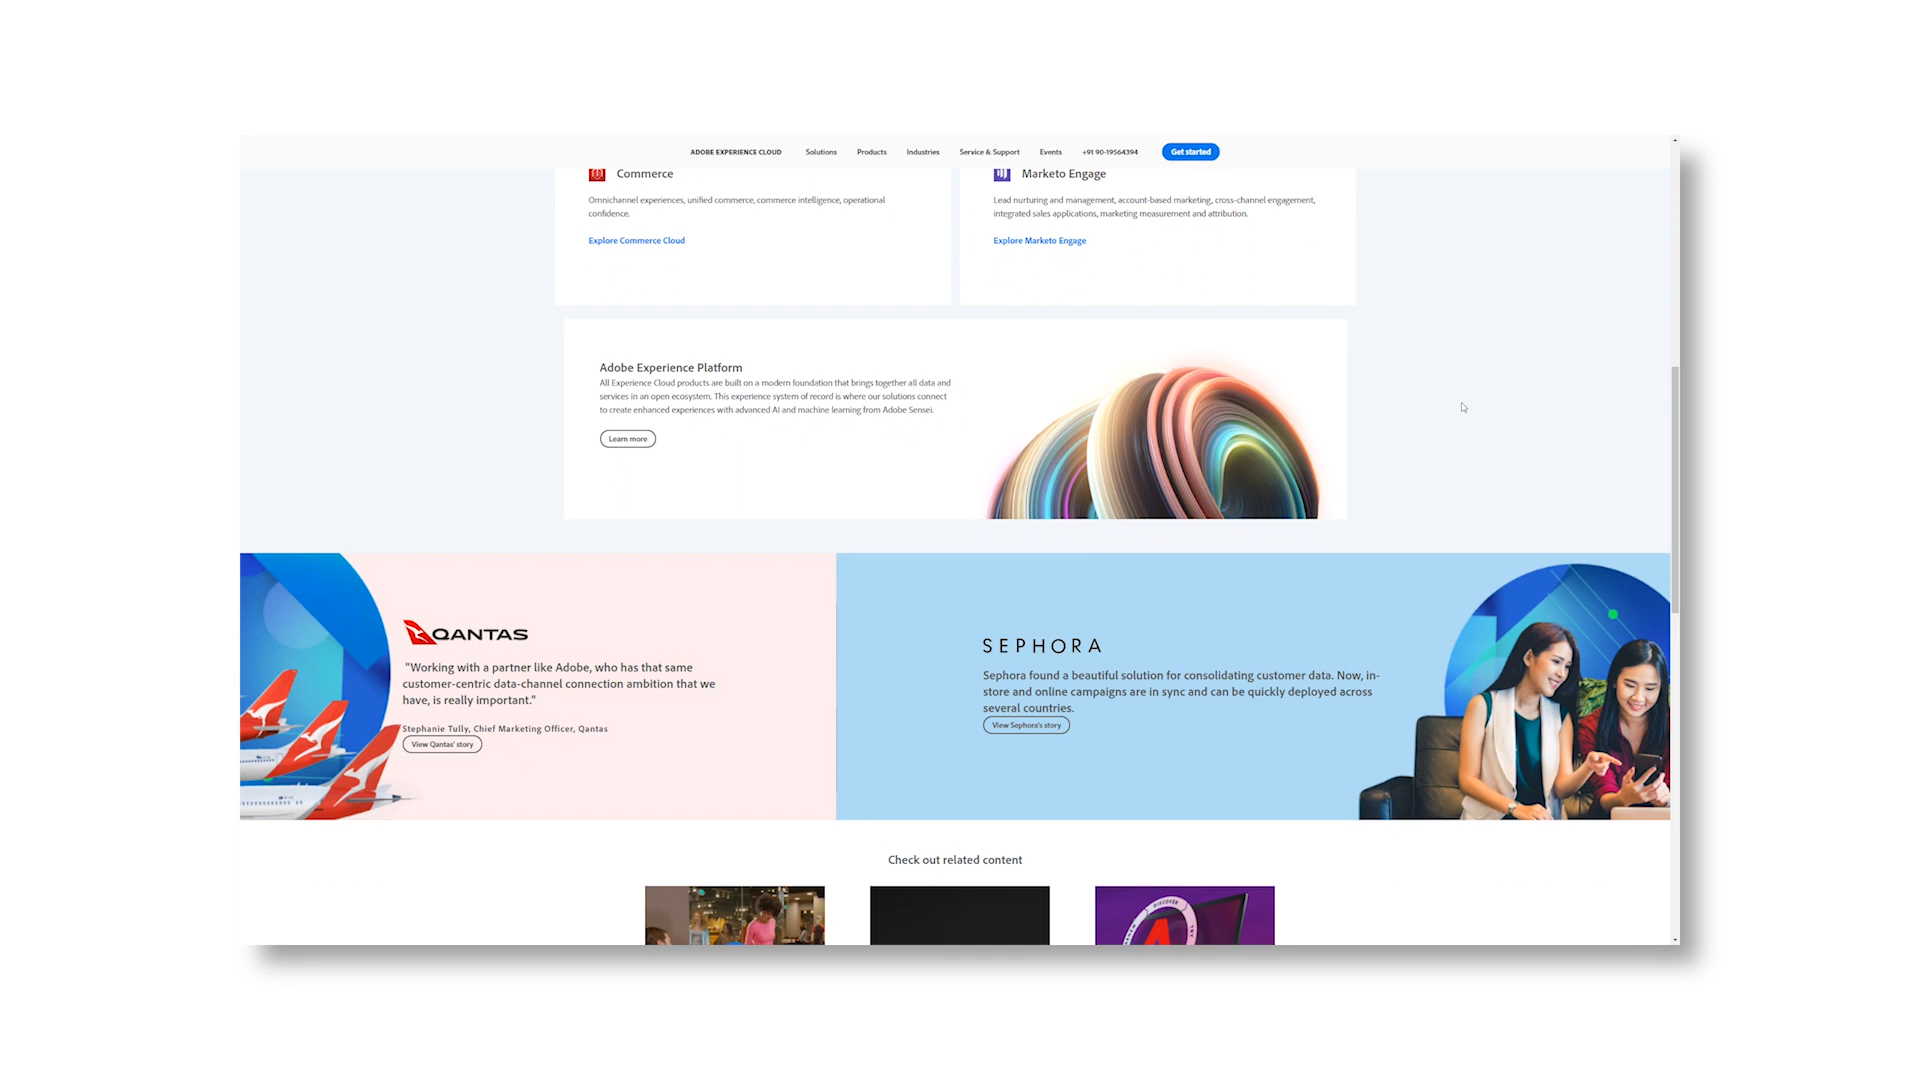 ADOBE EXPERIENCE CLOUD Solutions Products Industries Service & Support Events +91 90-19564394 Get started
Commerce
Omnichannel experiences, unified commerce, commerce intelligence, operational
confidence.
Explore Commerce Cloud
Marketo Engage
Lead nurturing and management, account-based marketing, cross-channel engagement,
integrated sales applications, marketing measurement and attribution.
Explore Marketo Engage
Adobe Experience Platform
All Experience Cloud products are built on a modern foundation that brings together all data and
services in an open ecosystem. This experience system of record is where our solutions connect
to create enhanced experiences with advanced AI and machine learning from Adobe Sensei.
Learn more
QANTAS
"Working with a partner like Adobe, who has that same
customer-centric data-channel connection ambition that we
have, is really important."
Stephanie Tully, Chief Marketing Officer, Qantas
View Qantas' story
SEPHORA
Sephora found a beautiful solution for consolidating customer data. Now, in-
store and online campaigns are in sync and can be quickly deployed across
several countries.
View Sephora's story
Check out related content
DISCOVER
TRY